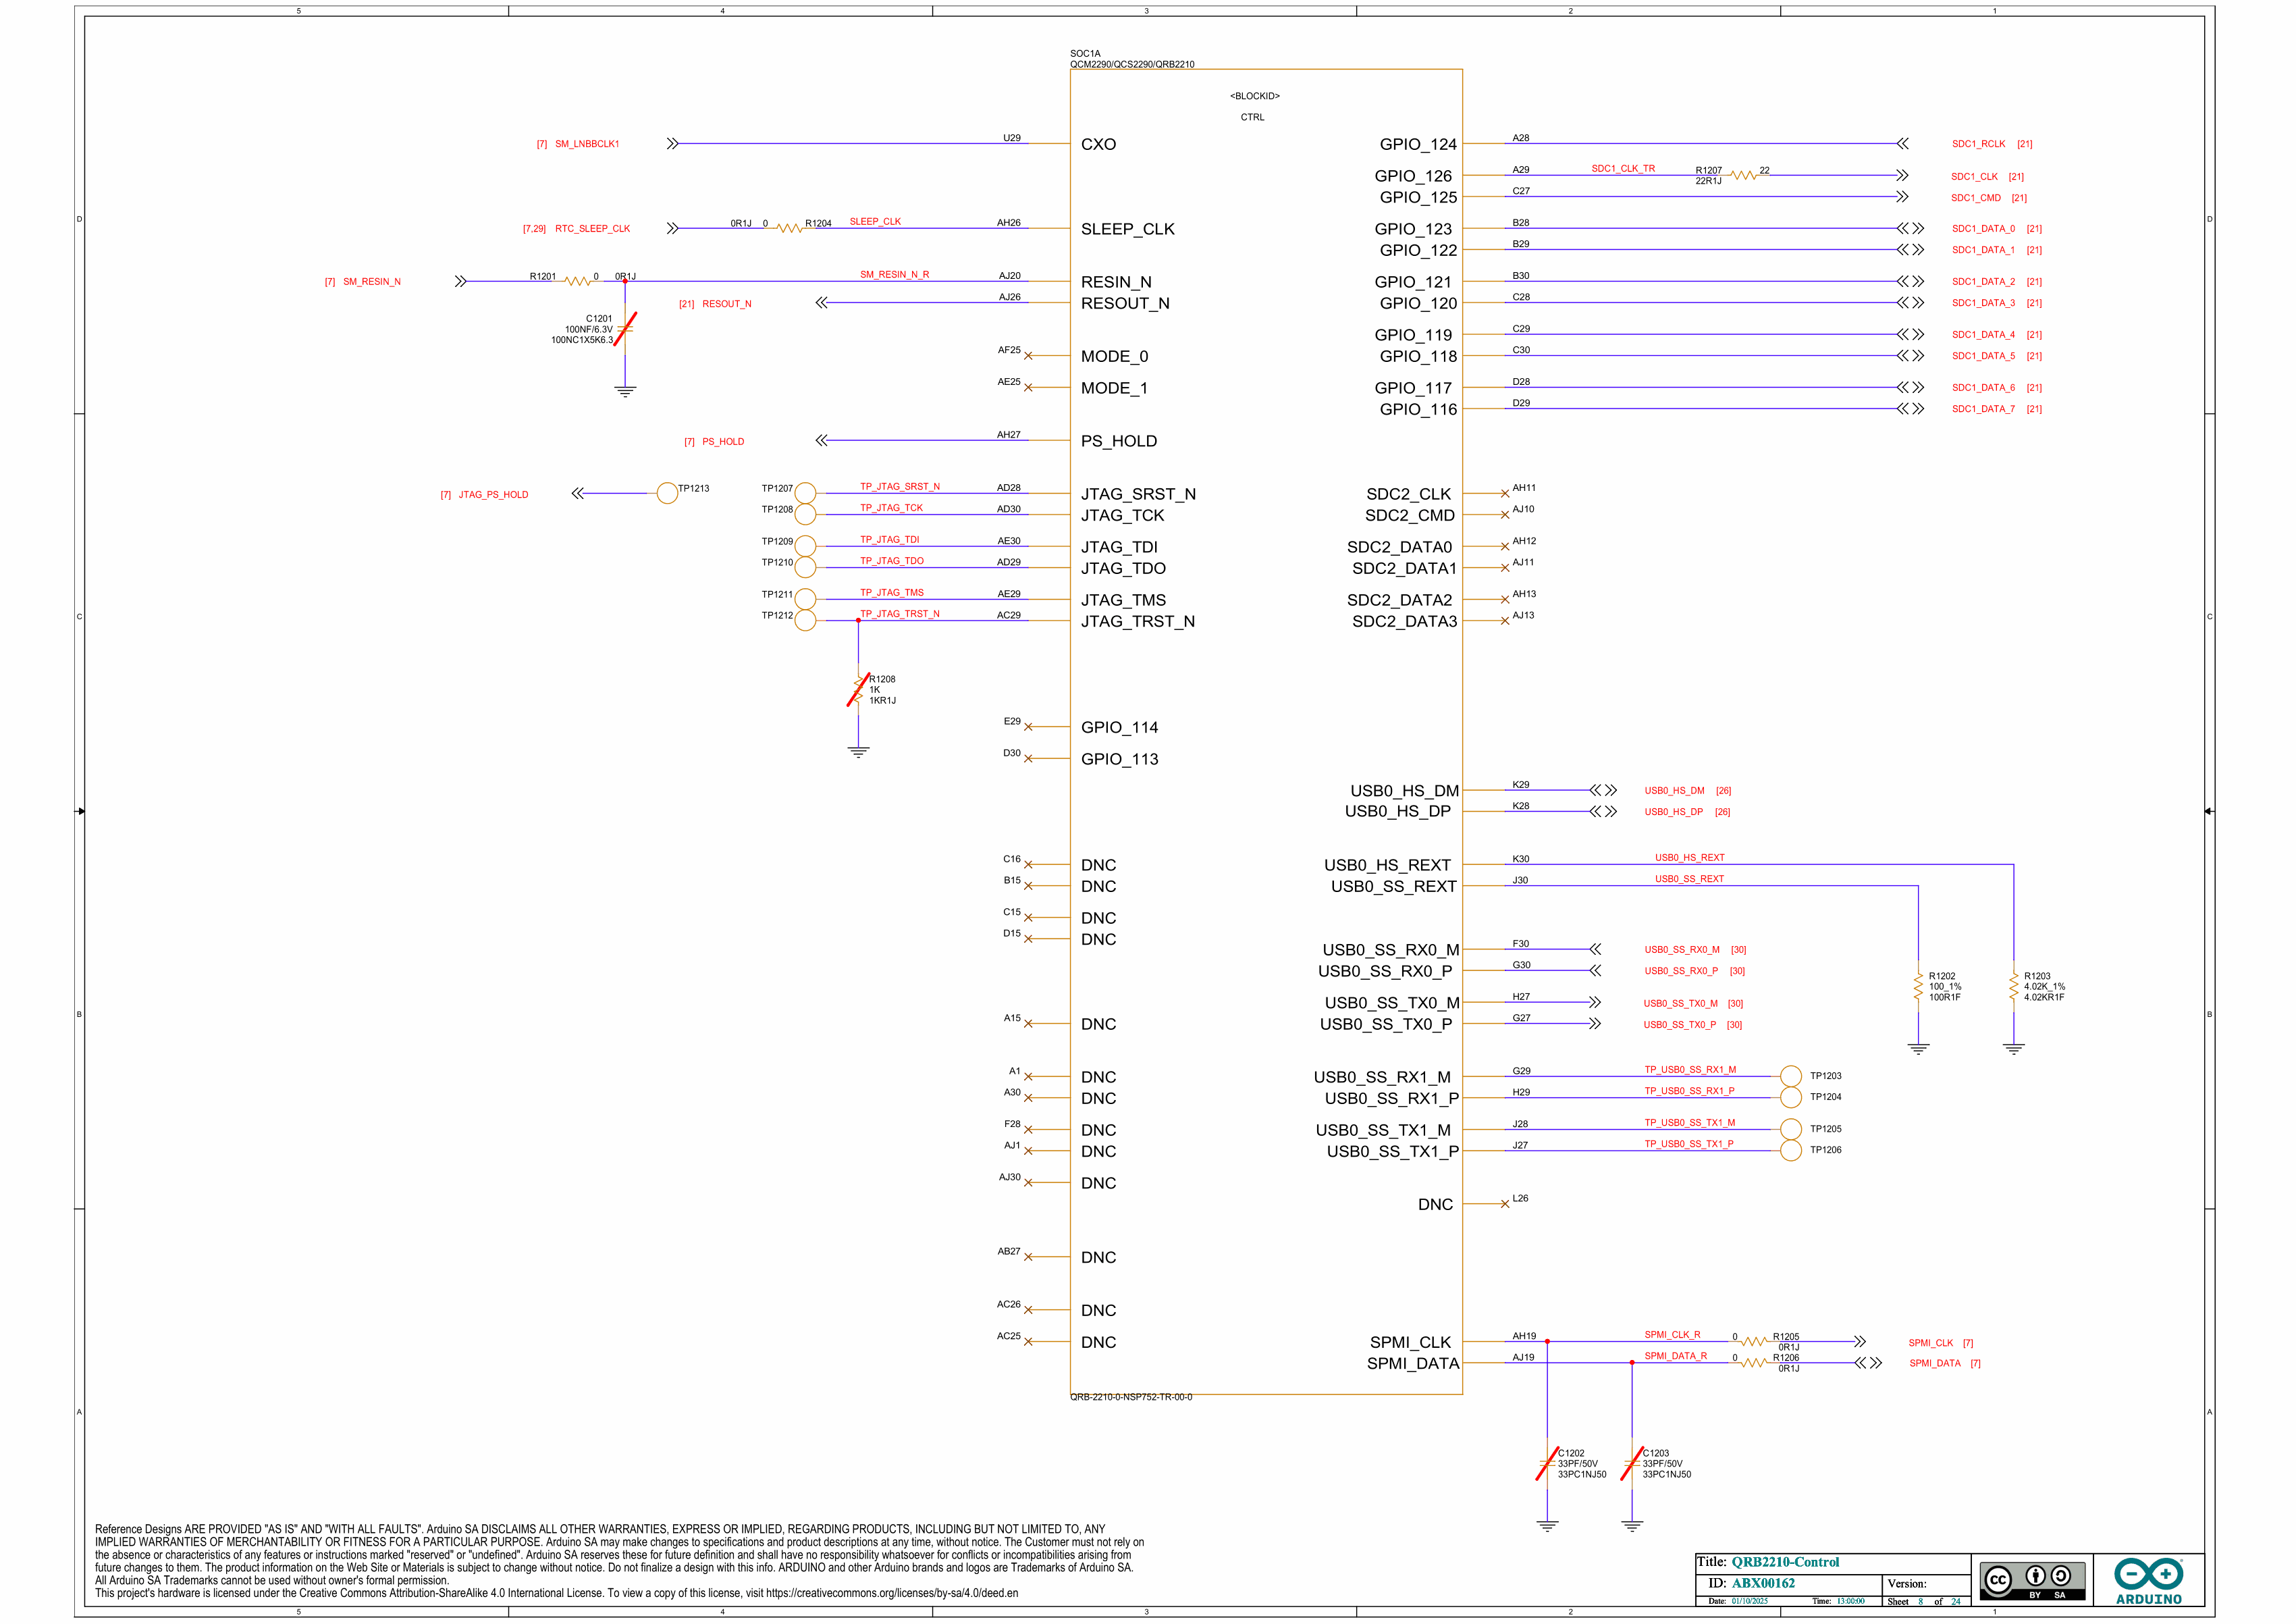 5 4 3 2 1
SOC1A
QCM2290/QCS2290/QRB2210
<BLOCKID>
CTRL
[7] SM_LNBBCLK1 U29 CXO
GPIO_124 A28 SDC1_RCLK [21]
GPIO_126 A29 SDC1_CLK_TR R1207 22 SDC1_CLK [21]
22R1J
GPIO_125 C27 SDC1_CMD [21]
D D
[7,29] RTC_SLEEP_CLK 0R1J 0 R1204 SLEEP_CLK AH26 SLEEP_CLK
GPIO_123 B28 SDC1_DATA_0 [21]
GPIO_122 B29 SDC1_DATA_1 [21]
[7] SM_RESIN_N R1201 0 0R1J SM_RESIN_N_R AJ20 RESIN_N
GPIO_121 B30 SDC1_DATA_2 [21]
[21] RESOUT_N AJ26 RESOUT_N
GPIO_120 C28 SDC1_DATA_3 [21]
C1201
100NF/6.3V
100NC1X5K6.3
GPIO_119 C29 SDC1_DATA_4 [21]
AF25 MODE_0
GPIO_118 C30 SDC1_DATA_5 [21]
AE25 MODE_1
GPIO_117 D28 SDC1_DATA_6 [21]
GPIO_116 D29 SDC1_DATA_7 [21]
[7] PS_HOLD AH27 PS_HOLD
[7] JTAG_PS_HOLD TP1213
TP1207 TP_JTAG_SRST_N AD28 JTAG_SRST_N
SDC2_CLK AH11
TP1208 TP_JTAG_TCK AD30 JTAG_TCK
SDC2_CMD AJ10
TP1209 TP_JTAG_TDI AE30 JTAG_TDI
SDC2_DATA0 AH12
TP1210 TP_JTAG_TDO AD29 JTAG_TDO
SDC2_DATA1 AJ11
TP1211 TP_JTAG_TMS AE29 JTAG_TMS
SDC2_DATA2 AH13
TP1212 TP_JTAG_TRST_N AC29 JTAG_TRST_N
SDC2_DATA3 AJ13
C C
R1208
1K
1KR1J
E29 GPIO_114
D30 GPIO_113
USB0_HS_DM K29 USB0_HS_DM [26]
USB0_HS_DP K28 USB0_HS_DP [26]
C16 DNC
USB0_HS_REXT K30 USB0_HS_REXT
B15 DNC
USB0_SS_REXT J30 USB0_SS_REXT
C15 DNC
D15 DNC
USB0_SS_RX0_M F30 USB0_SS_RX0_M [30]
USB0_SS_RX0_P G30 USB0_SS_RX0_P [30]
R1202
100_1%
100R1F
R1203
4.02K_1%
4.02KR1F
USB0_SS_TX0_M H27 USB0_SS_TX0_M [30]
B B
A15 DNC
USB0_SS_TX0_P G27 USB0_SS_TX0_P [30]
A1 DNC
USB0_SS_RX1_M G29 TP_USB0_SS_RX1_M TP1203
A30 DNC
USB0_SS_RX1_P H29 TP_USB0_SS_RX1_P TP1204
F28 DNC
USB0_SS_TX1_M J28 TP_USB0_SS_TX1_M TP1205
AJ1 DNC
USB0_SS_TX1_P J27 TP_USB0_SS_TX1_P TP1206
AJ30 DNC
DNC L26
AB27 DNC
AC26 DNC
AC25 DNC
SPMI_CLK AH19 SPMI_CLK_R 0 R1205 SPMI_CLK [7]
0R1J
SPMI_DATA AJ19 SPMI_DATA_R 0 R1206 SPMI_DATA [7]
0R1J
QRB-2210-0-NSP752-TR-00-0
A A
C1202
33PF/50V
33PC1NJ50
C1203
33PF/50V
33PC1NJ50
Reference Designs ARE PROVIDED "AS IS" AND "WITH ALL FAULTS". Arduino SA DISCLAIMS ALL OTHER WARRANTIES, EXPRESS OR IMPLIED, REGARDING PRODUCTS, INCLUDING BUT NOT LIMITED TO, ANY
IMPLIED WARRANTIES OF MERCHANTABILITY OR FITNESS FOR A PARTICULAR PURPOSE. Arduino SA may make changes to specifications and product descriptions at any time, without notice. The Customer must not rely on
the absence or characteristics of any features or instructions marked "reserved" or "undefined". Arduino SA reserves these for future definition and shall have no responsibility whatsoever for conflicts or incompatibilities arising from
future changes to them. The product information on the Web Site or Materials is subject to change without notice. Do not finalize a design with this info. ARDUINO and other Arduino brands and logos are Trademarks of Arduino SA.
All Arduino SA Trademarks cannot be used without owner's formal permission.
This project's hardware is licensed under the Creative Commons Attribution-ShareAlike 4.0 International License. To view a copy of this license, visit https://creativecommons.org/licenses/by-sa/4.0/deed.en
Title: QRB2210-Control
ID: ABX00162 Version:
Date: 01/10/2025 Time: 13:00:00 Sheet 8 of 24
cc BY SA
ARDUINO
5 4 3 2 1